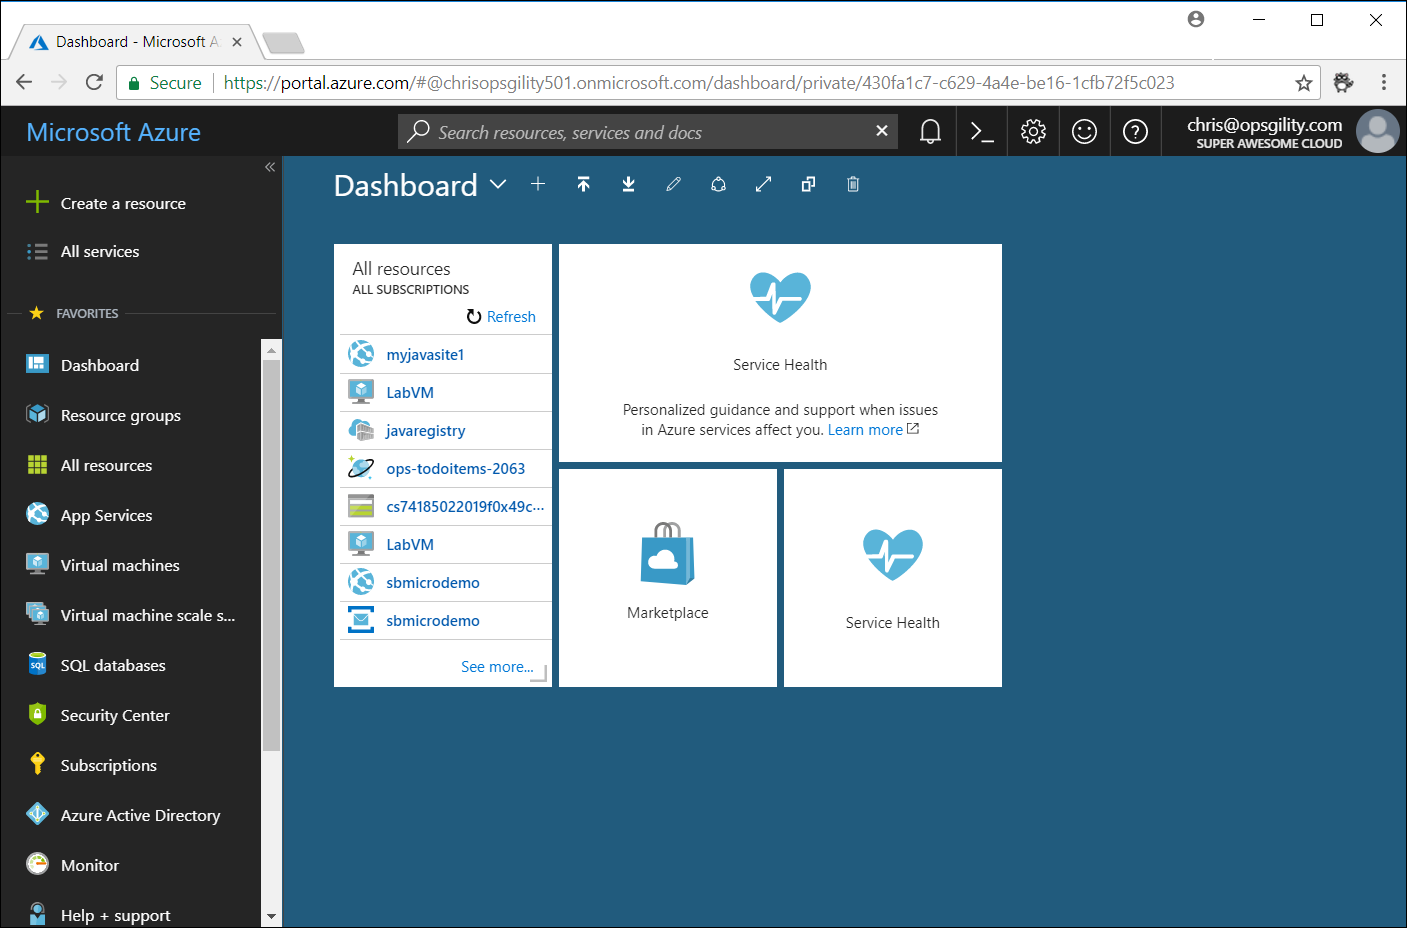 Dashboard - Microsoft A
Secure
https://portal.azure.com/#@chrisopsgility501.onmicrosoft.com/dashboard/private/430fa1c7-c629-4a4e-be16-1cfb72f5c023
Microsoft Azure
Search resources, services and docs
chris@opsgility.com
SUPER AWESOME CLOUD
Create a resource
All services
FAVORITES
Dashboard
Resource groups
All resources
App Services
Virtual machines
Virtual machine scale s...
SQL
SQL databases
Security Center
Subscriptions
Azure Active Directory
Monitor
Help + support
Dashboard
All resources
ALL SUBSCRIPTIONS
Refresh
myjavasite1
LabVM
javaregistry
ops-todoitems-2063
cs74185022019f0x49c...
LabVM
sbmicrodemo
sbmicrodemo
See more...
Service Health
Personalized guidance and support when issues
in Azure services affect you. Learn more
Marketplace
Service Health